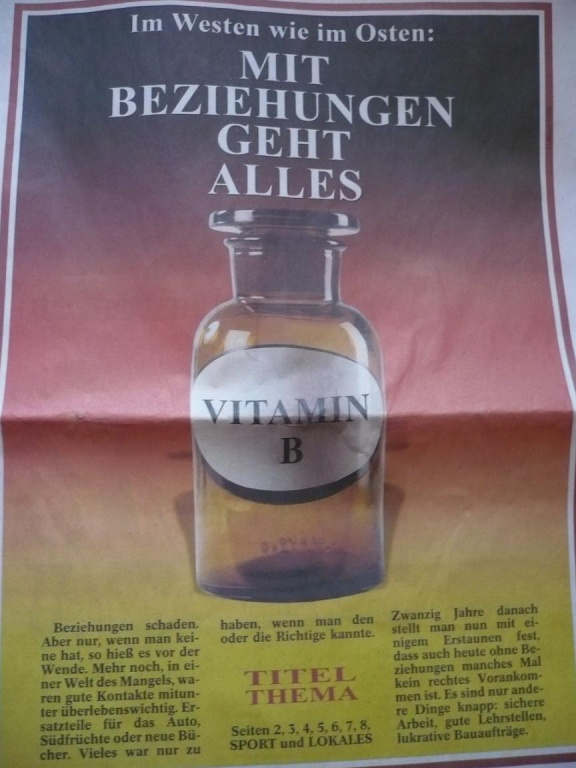 Im Westen wie im Osten:
MIT
BEZIEHUNGEN
GEHT
ALLES
VITAMIN
B
Beziehungen schaden.
Aber nur, wenn man kei-
ne hat, so hieß es vor der
Wende. Mehr noch, in ei-
ner Welt des Mangels, wa-
ren gute Kontakte mitun-
ter überlebenswichtig. Er-
satzteile für das Auto,
Südfrüchte oder neue Bü-
cher. Vieles war nur zu
haben, wenn man den
oder die Richtige kannte.
TITEL
THEMA
Seiten 2, 3, 4, 5, 6, 7, 8,
SPORT und LOKALES
Zwanzig Jahre danach
stellt man nun mit ei-
nigem Erstaunen fest,
dass auch heute ohne Be-
ziehungen manches Mal
kein rechtes Vorankom-
men ist. Es sind nur ande-
re Dinge knapp: sichere
Arbeit, gute Lehrstellen,
lukrative Bauaufträge.